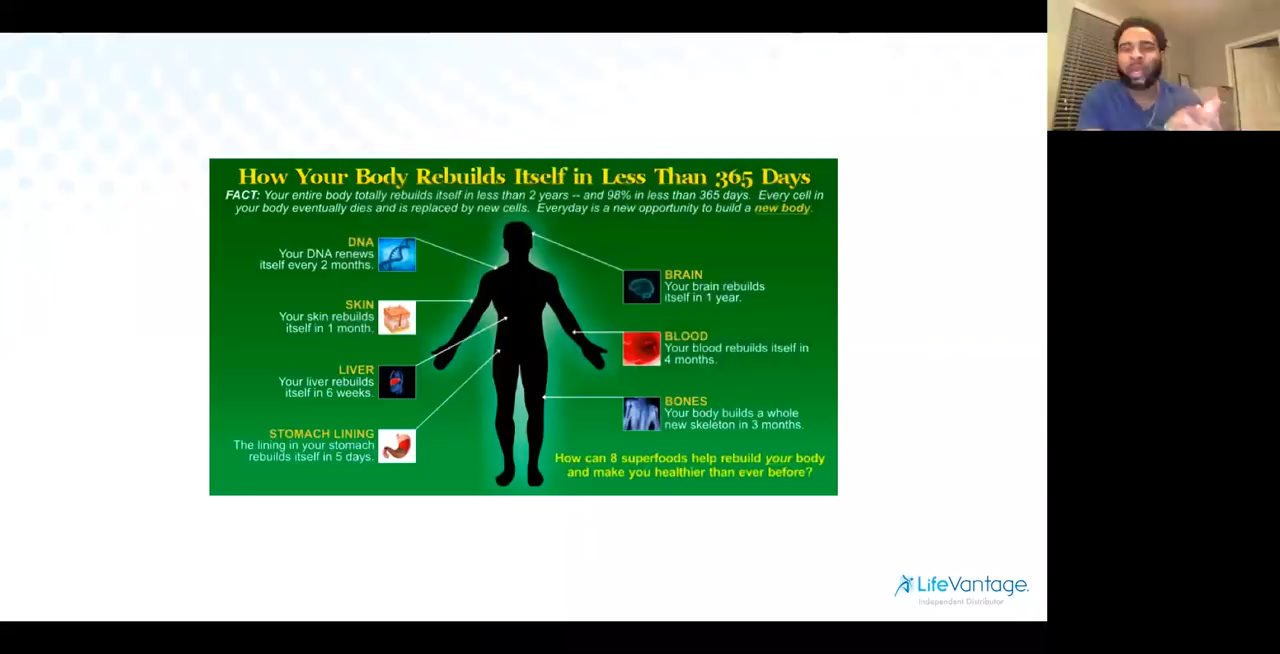 How Your Body Rebuilds Itself in Less Than 365 Days
FACT: Your entire body totally rebuilds itself in less than 2 years -- and 98% in less than 365 days. Every cell in
your body eventually dies and is replaced by new cells. Everyday is a new opportunity to build a new body.
DNA
Your DNA renews
itself every 2 months.
SKIN
Your skin rebuilds
itself in 1 month.
LIVER
Your liver rebuilds
itself in 6 weeks.
STOMACH LINING
The lining in your stomach
rebuilds itself in 5 days.
BRAIN
Your brain rebuilds
itself in 1 year.
BLOOD
Your blood rebuilds itself in
4 months.
BONES
Your body builds a whole
new skeleton in 3 months.
How can 8 superfoods help rebuild your body
and make you healthier than ever before?
LifeVantage.
Independent Distributor